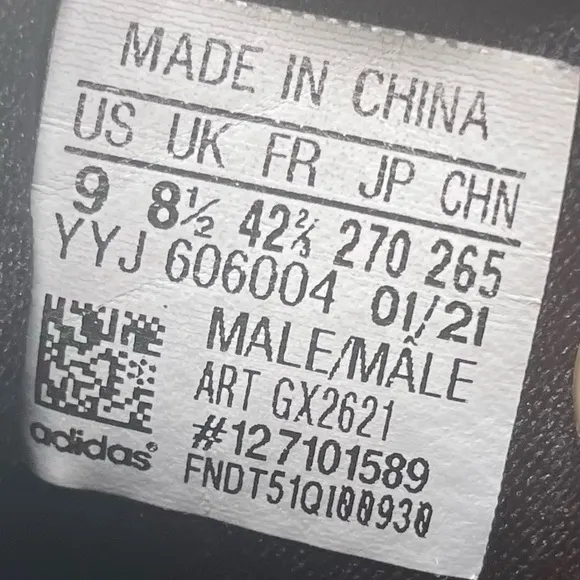 MADE IN CHINA
US UK FR JP CHN
9 8½ 42⅔ 270 265
YYJ 606004 01/21
MALE/MÂLE
ART GX2621
#127101589
FNDT51QI00930
adidas®